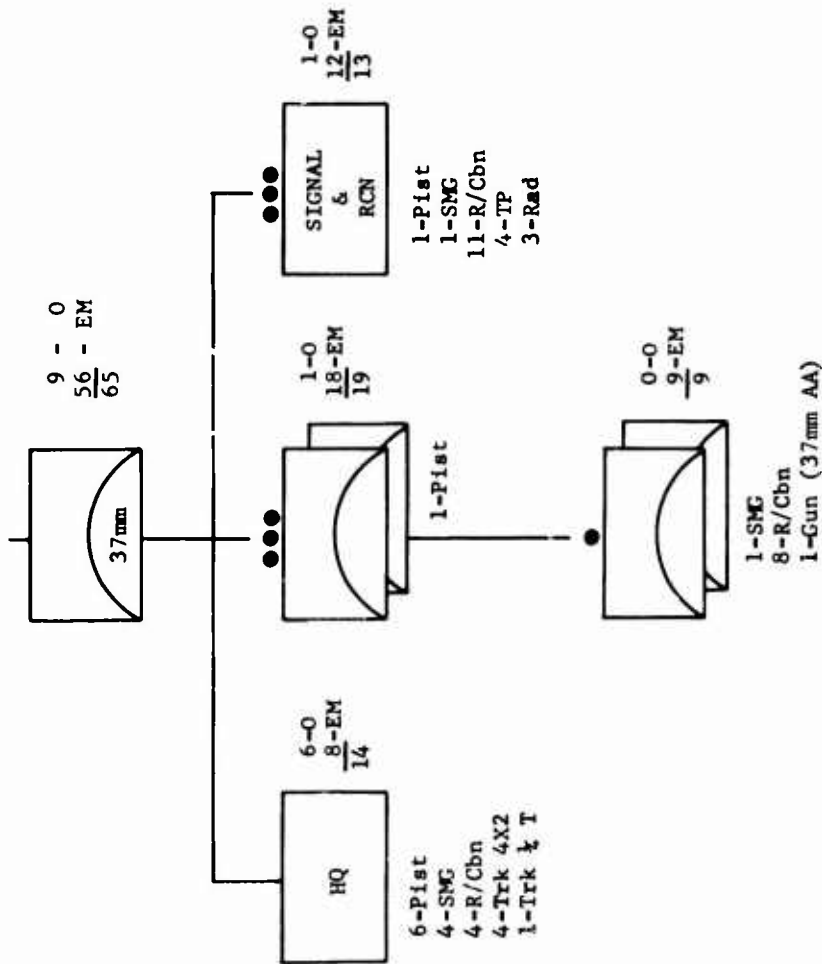 37mm
9 - O
56 - EM
65
HQ
6-O
8-EM
14
6-Pist
4-SMG
4-R/Cbn
4-Trk 4X2
1-Trk ¼ T
1-O
18-EM
19
1-Pist
SIGNAL
&
RCN
1-O
12-EM
13
1-Pist
1-SMG
11-R/Cbn
4-TP
3-Rad
0-O
9-EM
9
1-SMG
8-R/Cbn
1-Gun (37mm AA)